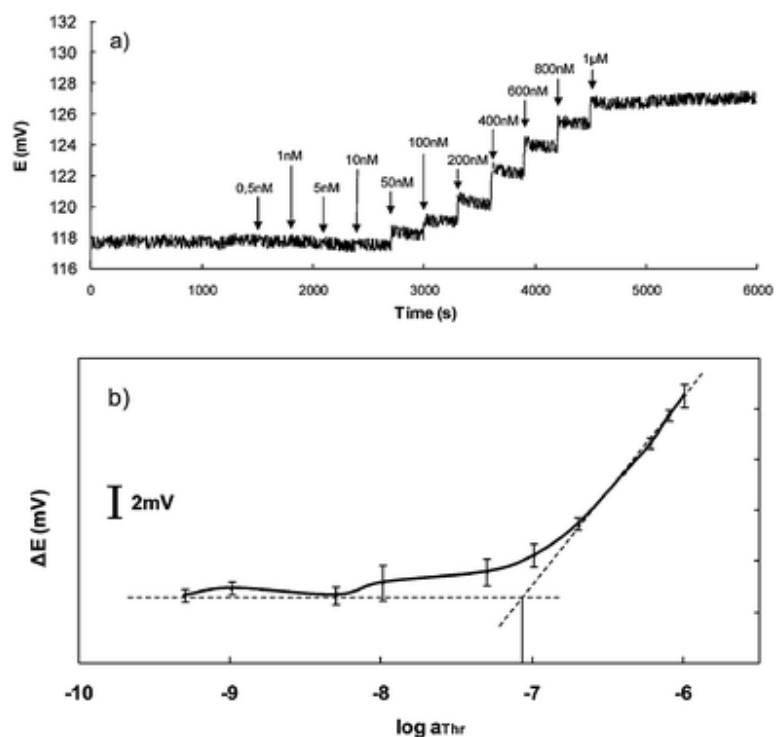 a)
E (mV)
128
126
124
122
120
118
116
0,5nM
1nM
5nM
10nM
50nM
100nM
200nM
400nM
600nM
800nM
1µM
0
1000
2000
3000
4000
5000
6000
Time (s)
b)
2mV
ΔE (mV)
-10
-9
-8
-7
-6
log aThr